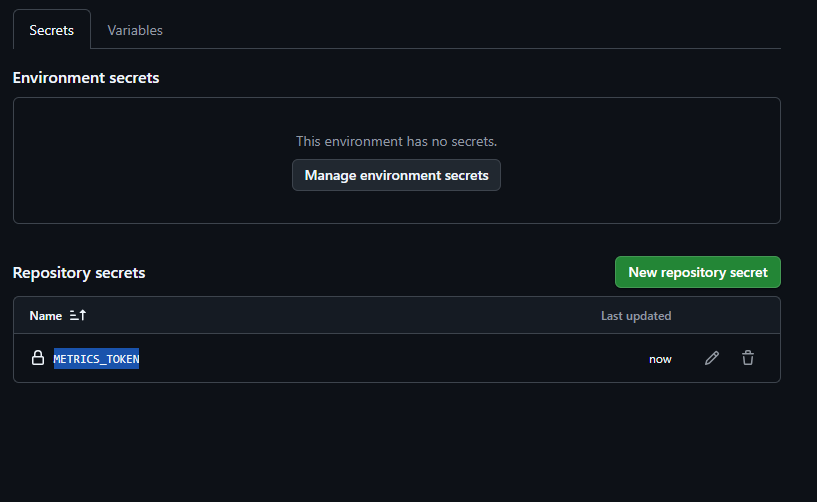 Secrets
Variables
Environment secrets
This environment has no secrets.
Manage environment secrets
Repository secrets
New repository secret
Name
Last updated
METRICS_TOKEN
now